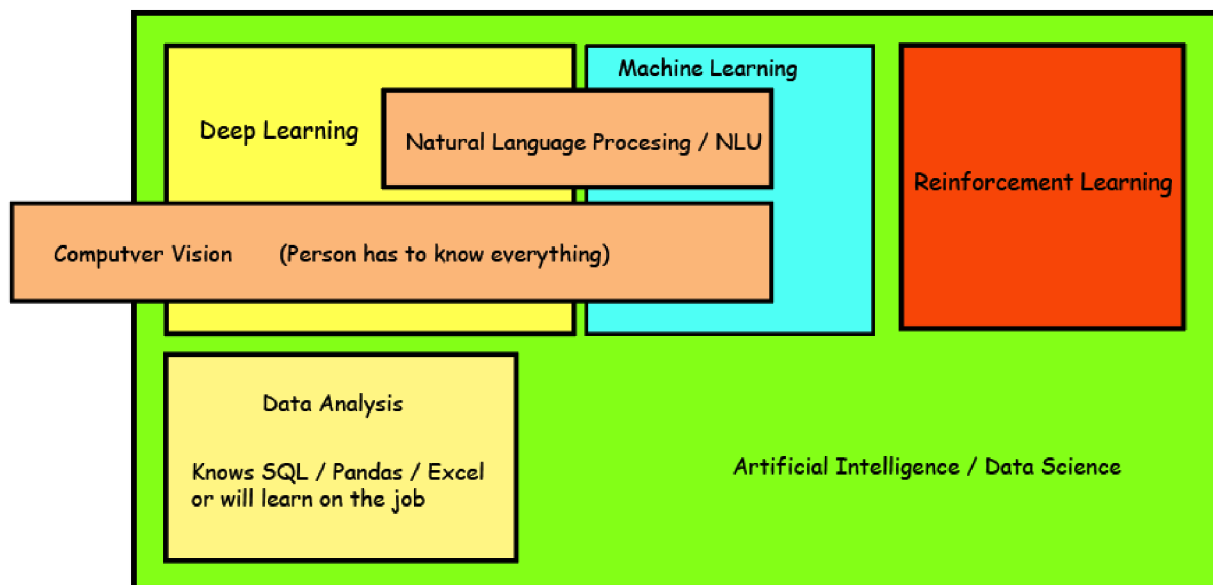 Machine Learning
Deep Learning
Natural Language Procesing / NLU
Reinforcement Learning
Computver Vision (Person has to know everything)
Data Analysis
Knows SQL / Pandas / Excel
or will learn on the job
Artificial Intelligence / Data Science